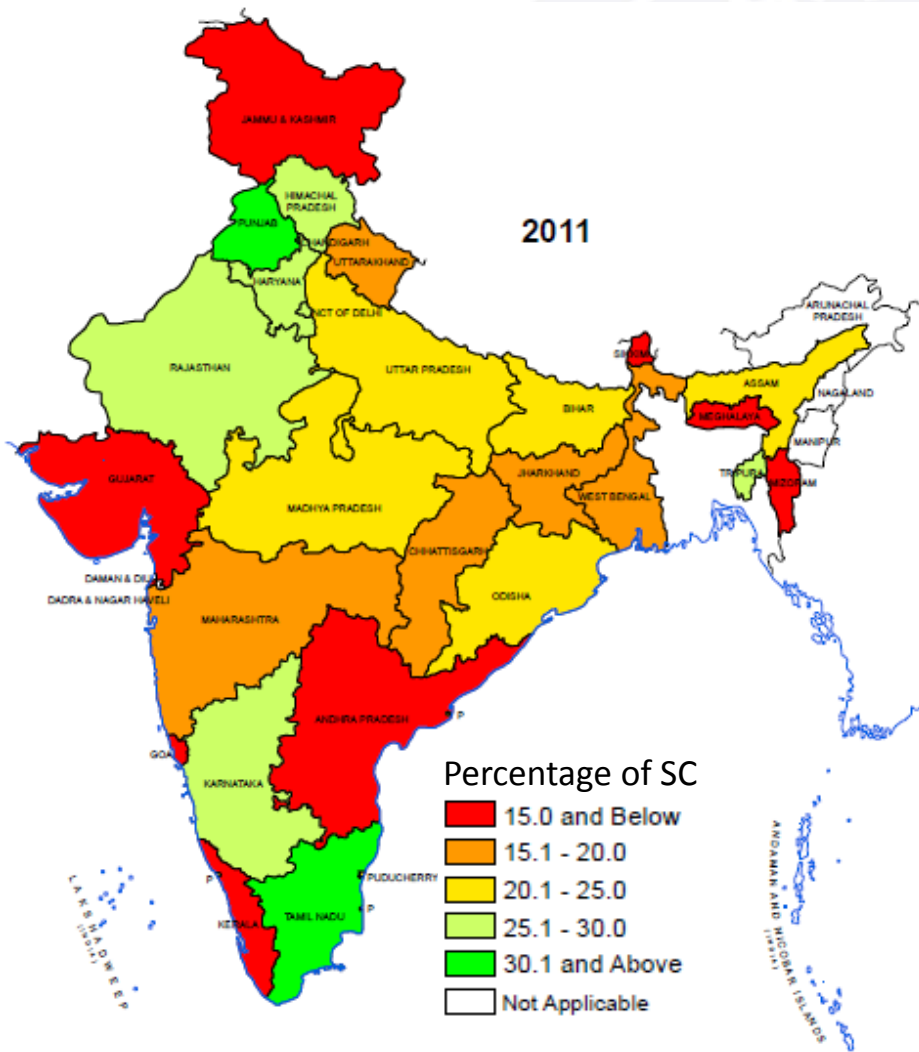 JAMMU & KASHMIR
HIMACHAL
PRADESH
PUNJAB
2011
CHANDIGARH
UTTARAKHAND
HARYANA
ARUNACHAL
PRADESH
NCT OF DELHI
SIKKIM
RAJASTHAN
UTTAR PRADESH
ASSAM
NAGALAND
BIHAR
MEGHALAYA
MANIPUR
GUJARAT
JHARKHAND
TRIPURA
MIZORAM
WEST BENGAL
MADHYA PRADESH
CHHATTISGARH
DAMAN & DIU
DADRA & NAGAR HAVELI
ODISHA
MAHARASHTRA
ANDHRA PRADESH
P
GOA
KARNATAKA
Percentage of SC
15.0 and Below
15.1 - 20.0
20.1 - 25.0
25.1 - 30.0
30.1 and Above
Not Applicable
P
PUDUCHERRY
P
KERALA
TAMIL NADU
LAKSHADWEEP
(INDIA)
ANDAMAN AND NICOBAR ISLANDS
(INDIA)